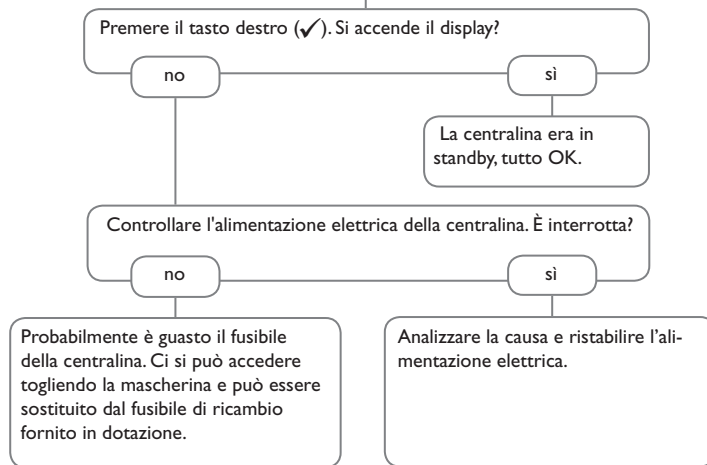 Premere il tasto destro (✓). Si accende il display?
no
sì
La centralina era in
standby, tutto OK.
Controllare l'alimentazione elettrica della centralina. È interrotta?
no
sì
Probabilmente è guasto il fusibile
della centralina. Ci si può accedere
togliendo la mascherina e può essere
sostituito dal fusibile di ricambio
fornito in dotazione.
Analizzare la causa e ristabilire l’ali-
mentazione elettrica.